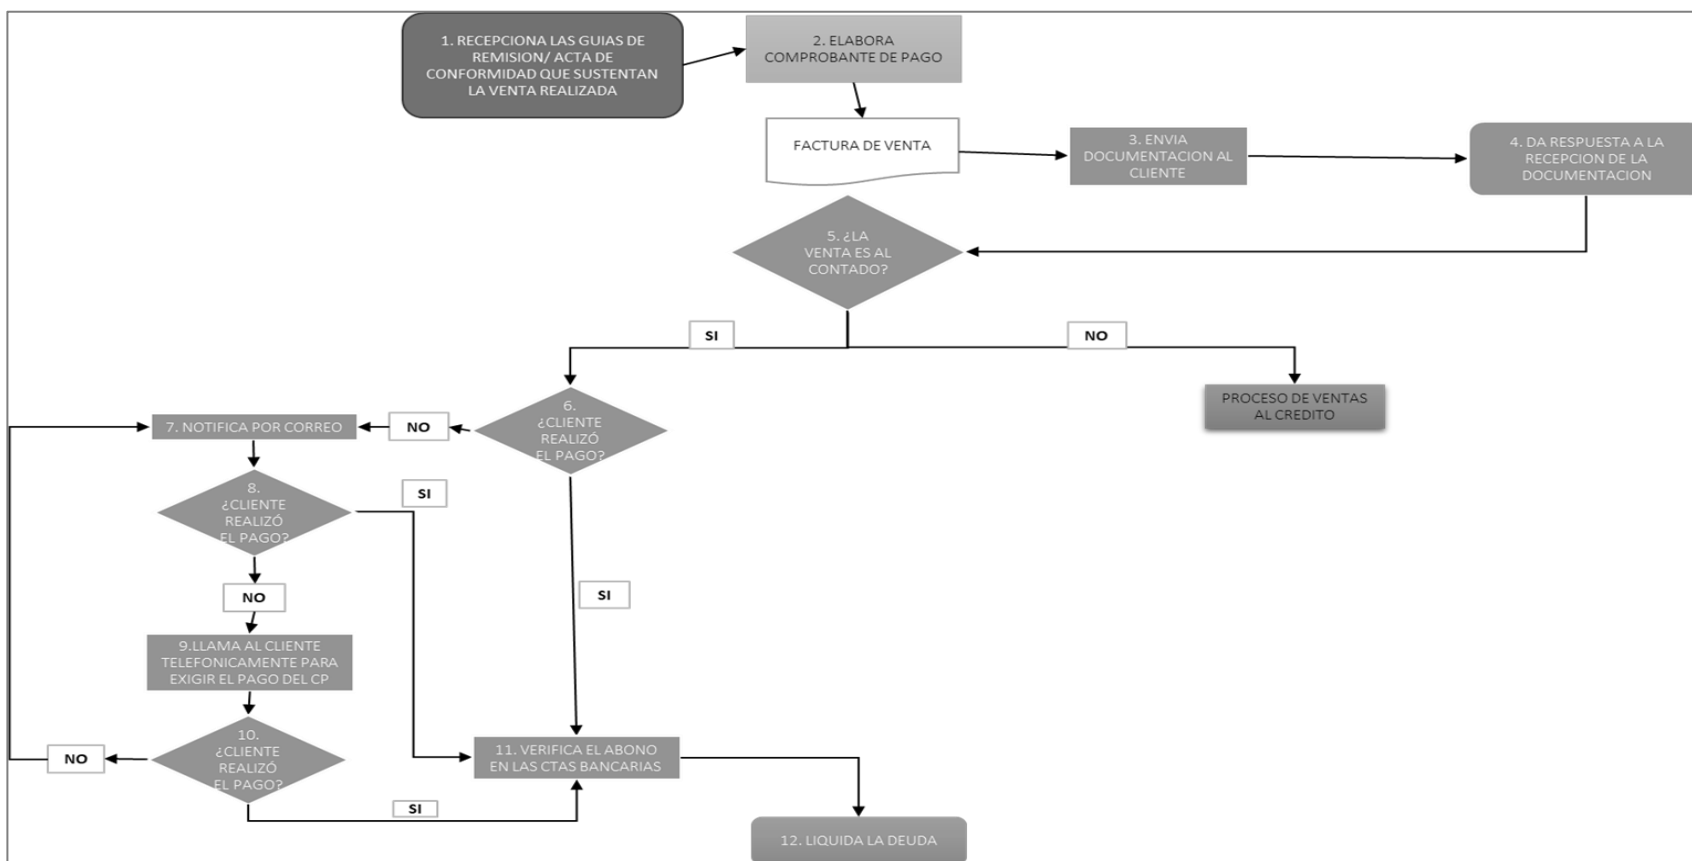 1. RECEPCIONA LAS GUIAS DE
REMISION/ ACTA DE
CONFORMIDAD QUE SUSTENTAN
LA VENTA REALIZADA
2. ELABORA
COMPROBANTE DE PAGO
FACTURA DE VENTA
3. ENVIA
DOCUMENTACION AL
CLIENTE
4. DA RESPUESTA A LA
RECEPCION DE LA
DOCUMENTACION
5. ¿LA
VENTA ES AL
CONTADO?
SI
NO
PROCESO DE VENTAS
AL CREDITO
6.
¿CLIENTE
REALIZÓ
EL PAGO?
NO
7. NOTIFICA POR CORREO
8.
¿CLIENTE
REALIZÓ
EL PAGO?
SI
SI
NO
9.LLAMA AL CLIENTE
TELEFONICAMENTE PARA
EXIGIR EL PAGO DEL CP
10.
¿CLIENTE
REALIZÓ
EL PAGO?
NO
SI
11. VERIFICA EL ABONO
EN LAS CTAS BANCARIAS
12. LIQUIDA LA DEUDA